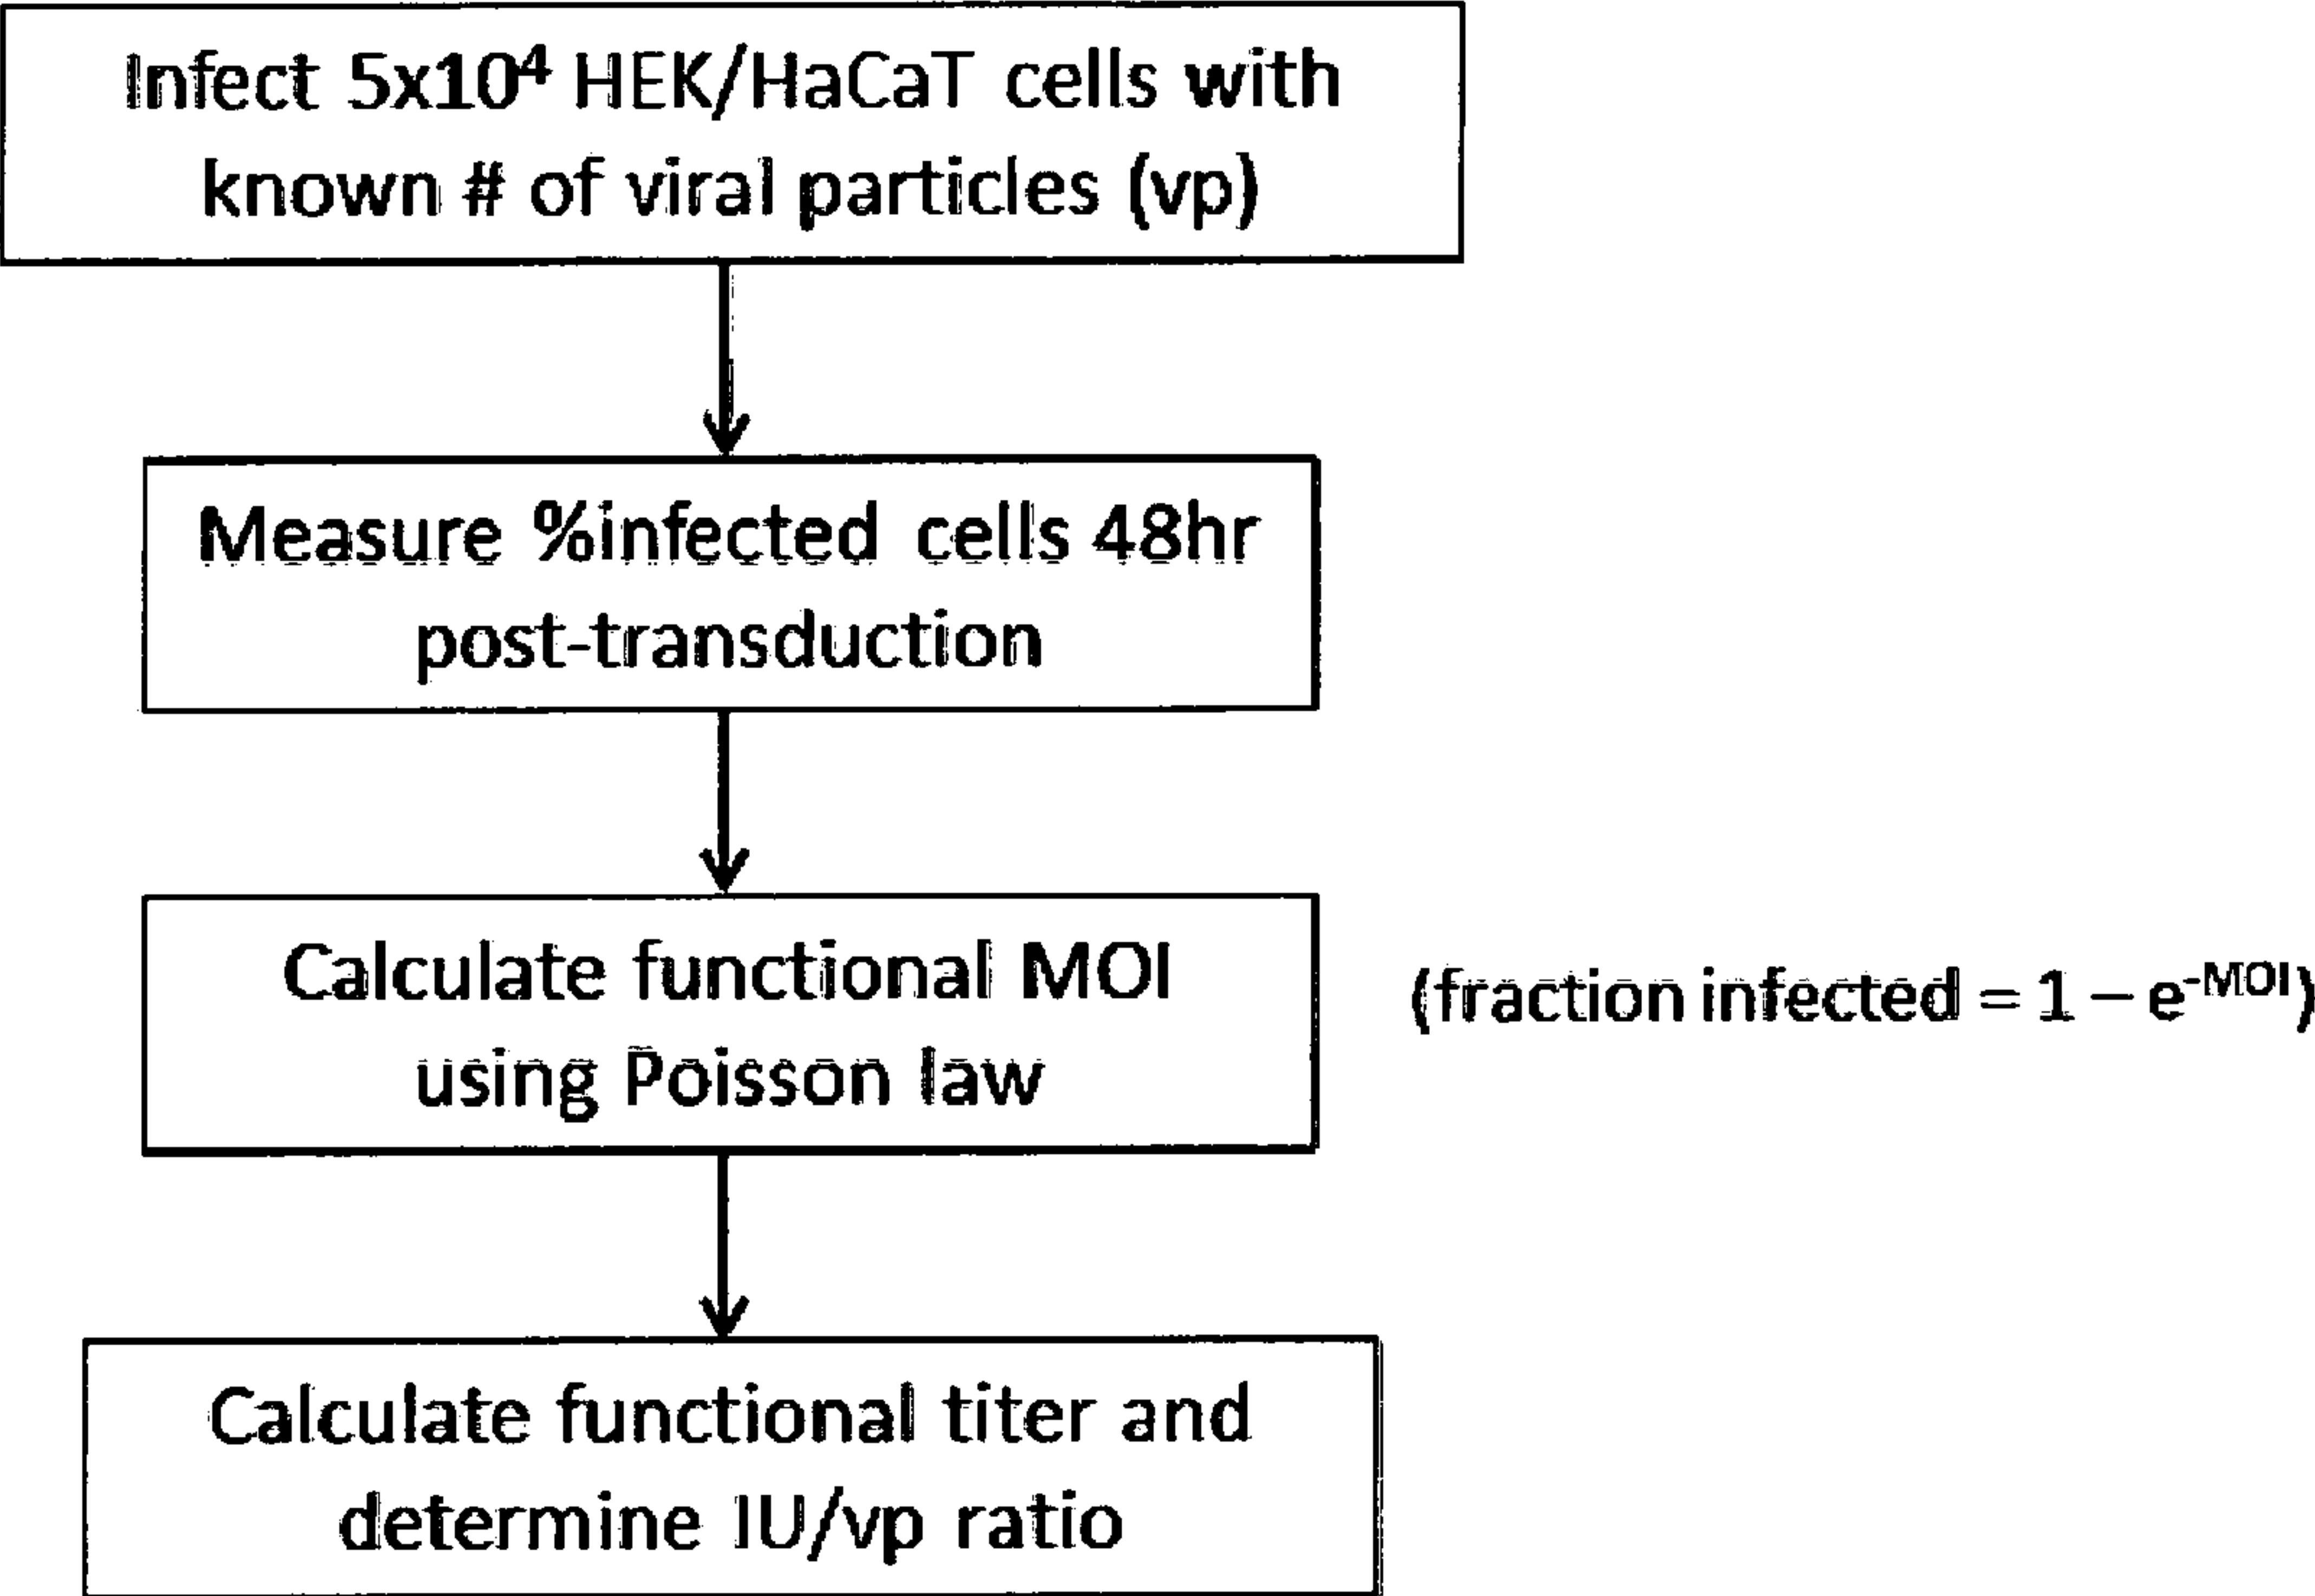 Infect 5x10⁴ HEK/HaCaT cells with
known # of viral particles (vp)
Measure %infected cells 48hr
post-transduction
Calculate functional MOI
using Poisson law
(fraction infected = 1 – e⁻ᴹᴼᴵ)
Calculate functional titer and
determine IU/vp ratio